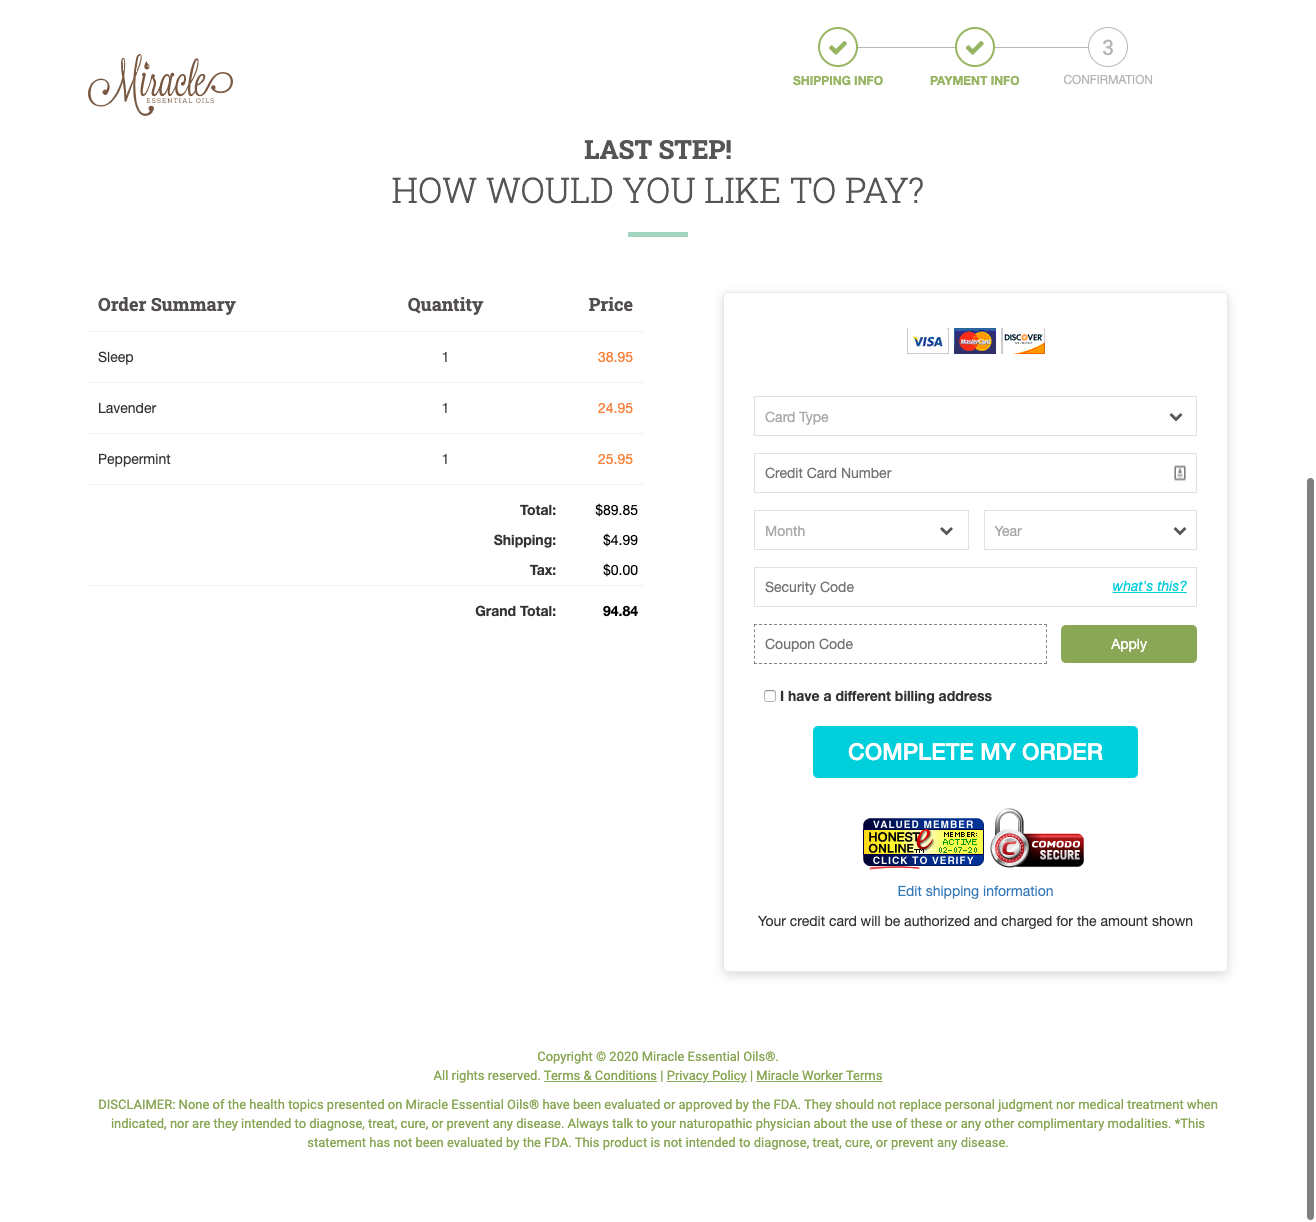 Miracle
ESSENTIAL OILS
SHIPPING INFO
PAYMENT INFO
3
CONFIRMATION
LAST STEP!
HOW WOULD YOU LIKE TO PAY?
Order Summary Quantity Price
Sleep 1 38.95
Lavender 1 24.95
Peppermint 1 25.95
Total: $89.85
Shipping: $4.99
Tax: $0.00
Grand Total: 94.84
VISA MasterCard DISCOVER
Card Type
Credit Card Number
Month Year
Security Code what's this?
Coupon Code Apply
I have a different billing address
COMPLETE MY ORDER
VALUED MEMBER
HONEST e
ONLINE™
MEMBER:
ACTIVE
02-07-20
CLICK TO VERIFY
C COMODO
SECURE
Edit shipping information
Your credit card will be authorized and charged for the amount shown
Copyright © 2020 Miracle Essential Oils®.
All rights reserved. Terms & Conditions | Privacy Policy | Miracle Worker Terms
DISCLAIMER: None of the health topics presented on Miracle Essential Oils® have been evaluated or approved by the FDA. They should not replace personal judgment nor medical treatment when
indicated, nor are they intended to diagnose, treat, cure, or prevent any disease. Always talk to your naturopathic physician about the use of these or any other complimentary modalities. *This
statement has not been evaluated by the FDA. This product is not intended to diagnose, treat, cure, or prevent any disease.